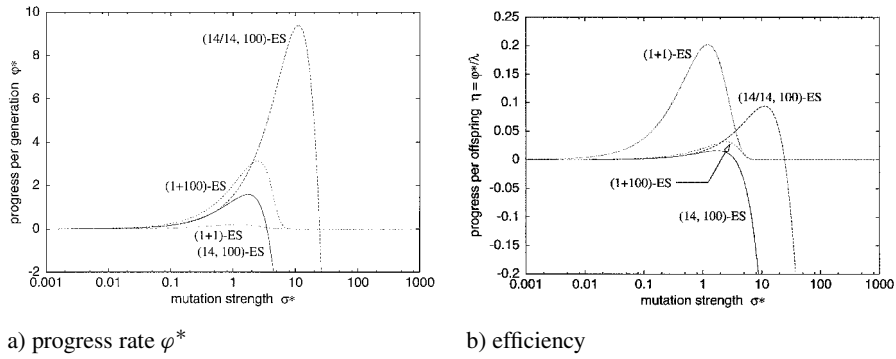 10
8
6
4
2
0
-2
progress per generation φ*
(14/14, 100)-ES
(1+100)-ES
(1+1)-ES
(14, 100)-ES
0.001 0.01 0.1 1 10 100 1000
mutation strength σ*
a) progress rate φ*
0.2
0.15
0.1
0.05
0
-0.05
-0.1
-0.15
-0.2
progress per offspring η = φ*/λ
(1+1)-ES
(14/14, 100)-ES
(1+100)-ES
(14, 100)-ES
0.001 0.01 0.1 1 10 100 1000
mutation strength σ*
b) efficiency